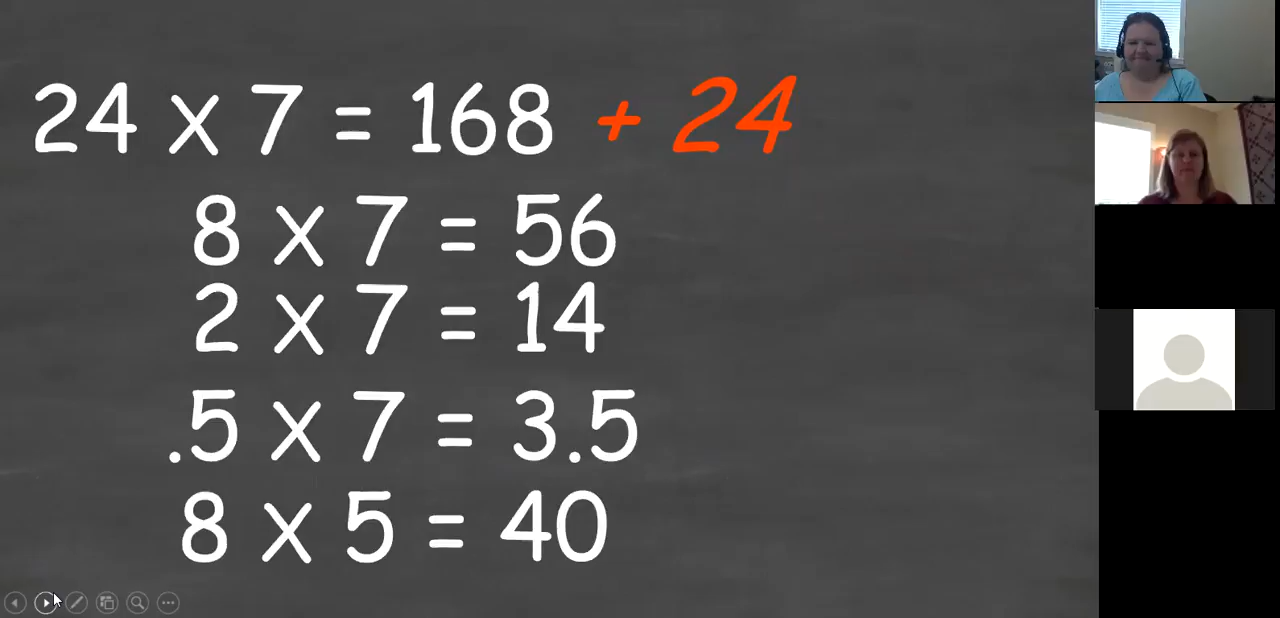 24 x 7 = 168 + 24
8 x 7 = 56
2 x 7 = 14
.5 x 7 = 3.5
8 x 5 = 40